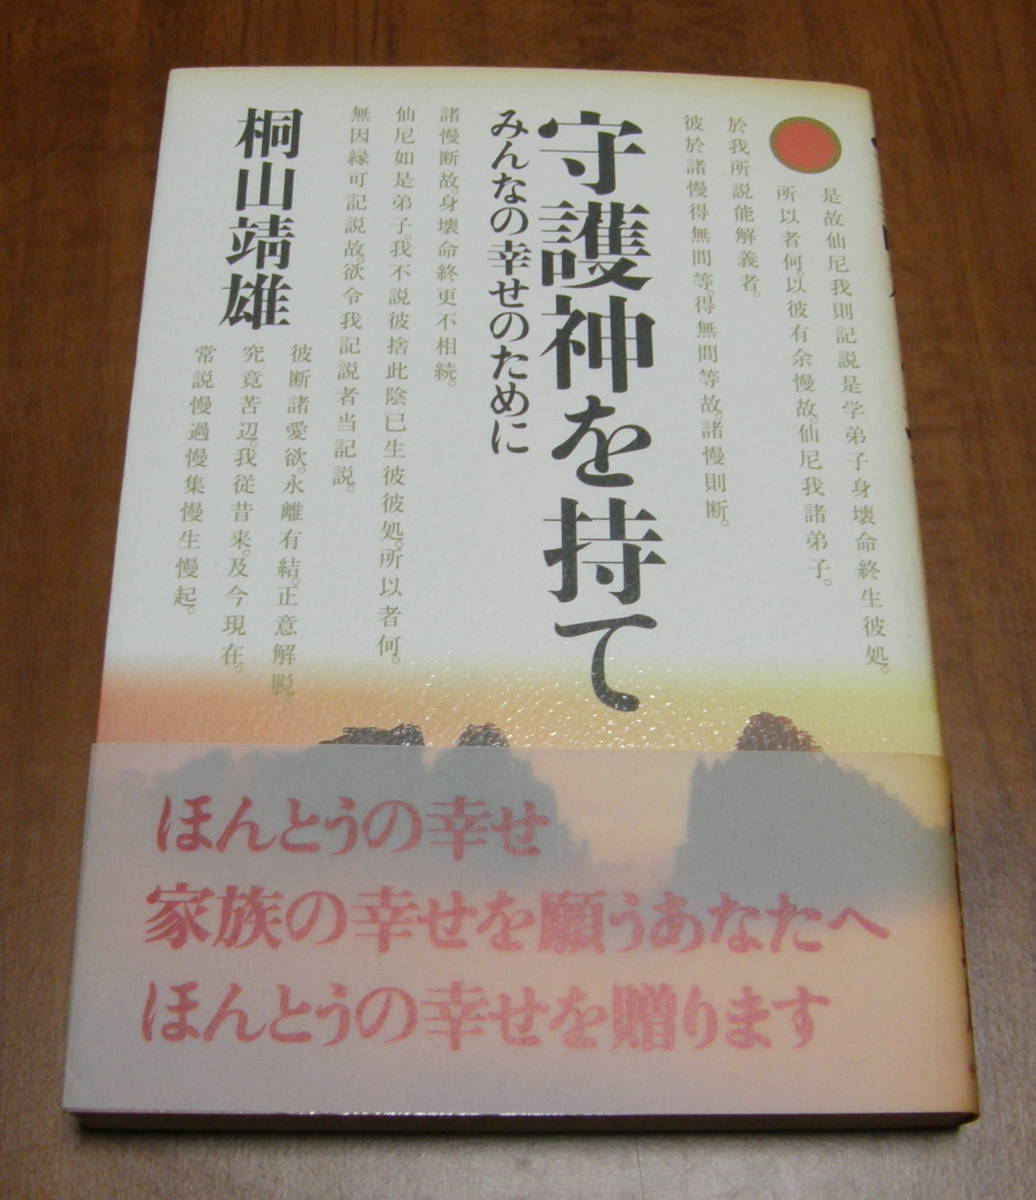 是故仙尼我則記説是学弟子身壊命終生彼処。
所以者何。以彼有余慢故。仙尼我諸弟子。
於我所説能解義者。
彼於諸慢得無間等。得無間等故。諸慢則断。
守護神を持て
みんなの幸せのために
諸慢断故。身壊命終更不相続。
仙尼如是弟子。我不説彼捨此陰已生彼彼処。所以者何。
無因縁可記説故。欲令我記説者当記説。
桐山靖雄
彼断諸愛欲。永離有結。正意解脱
究竟苦辺。我従昔来。及今現在。
常説慢過慢集慢生慢起。
ほんとうの幸せ
家族の幸せを願うあなたへ
ほんとうの幸せを贈ります